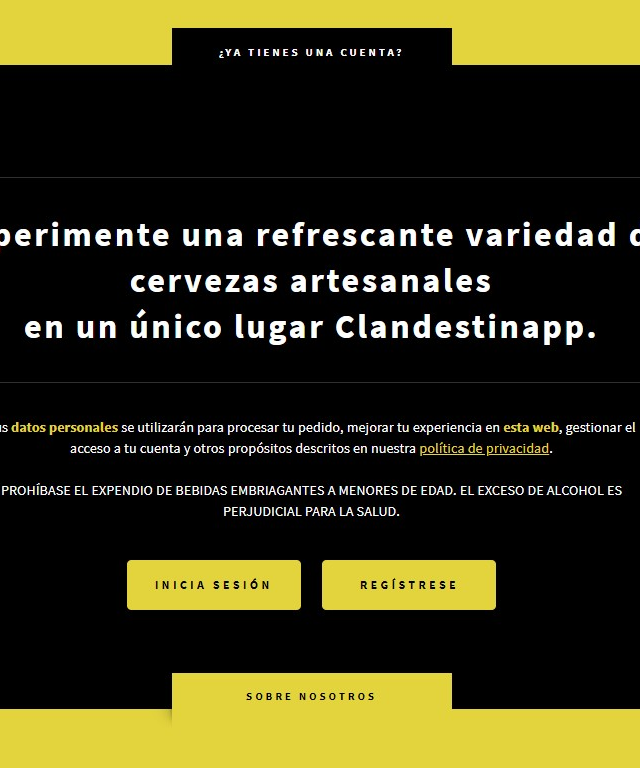 ¿YA TIENES UNA CUENTA?
perimente una refrescante variedad d
cervezas artesanales
en un único lugar Clandestinapp.
us datos personales se utilizarán para procesar tu pedido, mejorar tu experiencia en esta web, gestionar el
acceso a tu cuenta y otros propósitos descritos en nuestra política de privacidad.
PROHÍBASE EL EXPENDIO DE BEBIDAS EMBRIAGANTES A MENORES DE EDAD. EL EXCESO DE ALCOHOL ES
PERJUDICIAL PARA LA SALUD.
INICIA SESIÓN
REGÍSTRESE
SOBRE NOSOTROS